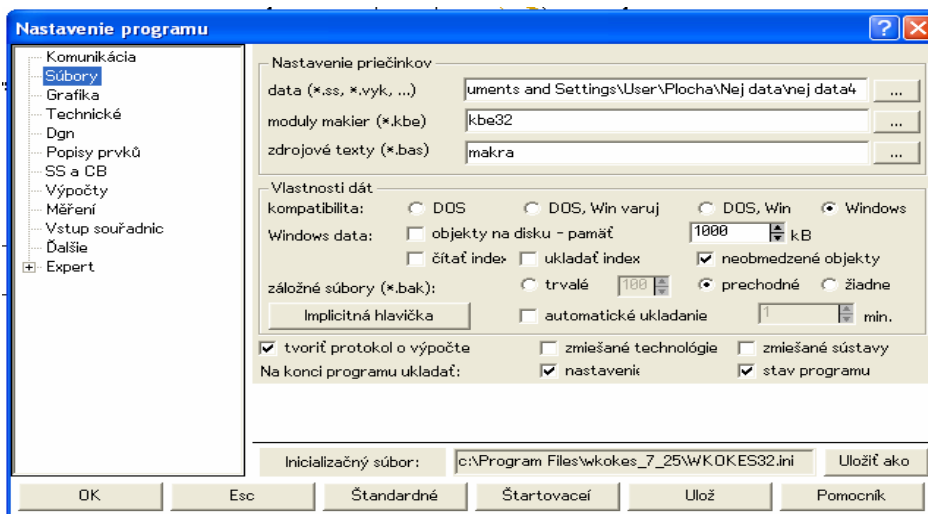 Nastavenie programu
Komunikácia
Súbory
Grafika
Technické
Dgn
Popisy prvků
SS a CB
Výpočty
Měření
Vstup souřadnic
Ďalšie
Expert
Nastavenie priečinkov
data (*.ss, *.vyk, ...) uments and Settings\User\Plocha\Nej data\nej data4 ...
moduly makier (*.kbe) kbe32 ...
zdrojové texty (*.bas) makra ...
Vlastnosti dát
kompatibilita: DOS DOS, Win varuj DOS, Win Windows
Windows data: objekty na disku - pamäť 1000 kB
čítať index ukladať index neobmedzené objekty
záložné súbory (*.bak): trvalé 100 prechodné žiadne
Implicitná hlavička automatické ukladanie 1 min.
tvoriť protokol o výpočte zmiešané technológie zmiešané sústavy
Na konci programu ukladať: nastavenie stav programu
Inicializačný súbor: c:\Program Files\wkokes_7_25\WKOKES32.ini Uložiť ako
OK Esc Štandardné Štartovaceí Ulož Pomocník